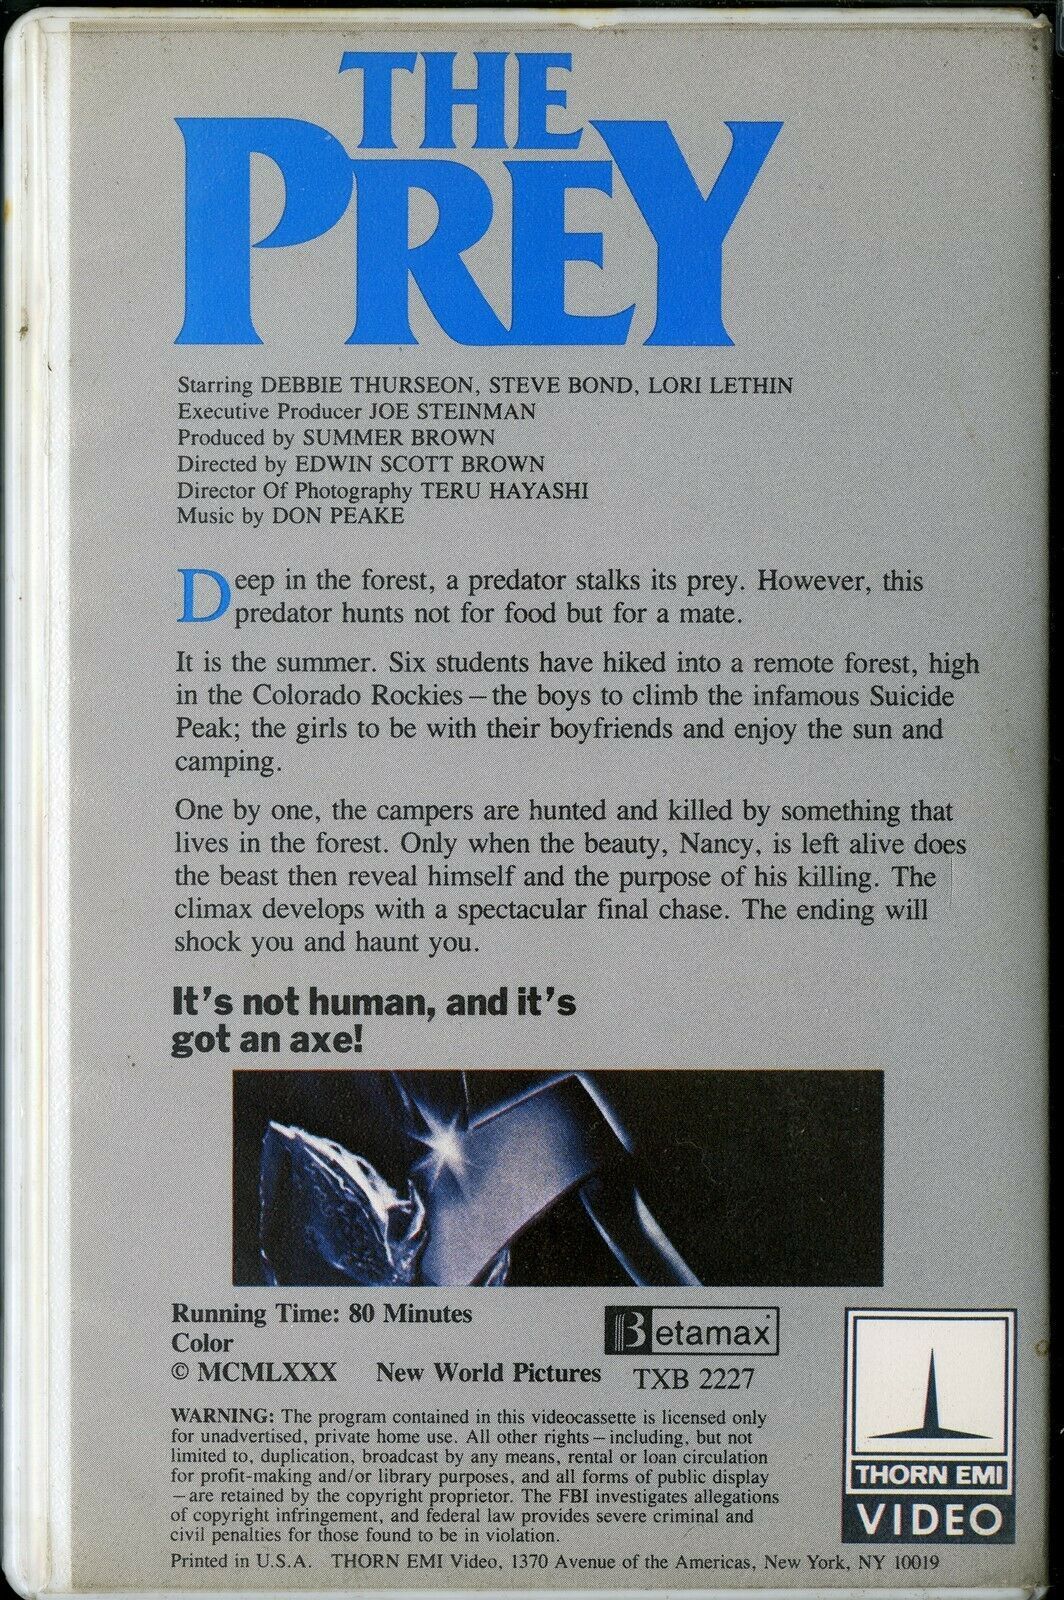 THE
PREY
Starring DEBBIE THURSEON, STEVE BOND, LORI LETHIN
Executive Producer JOE STEINMAN
Produced by SUMMER BROWN
Directed by EDWIN SCOTT BROWN
Director Of Photography TERU HAYASHI
Music by DON PEAKE
Deep in the forest, a predator stalks its prey. However, this
predator hunts not for food but for a mate.
It is the summer. Six students have hiked into a remote forest, high
in the Colorado Rockies—the boys to climb the infamous Suicide
Peak; the girls to be with their boyfriends and enjoy the sun and
camping.
One by one, the campers are hunted and killed by something that
lives in the forest. Only when the beauty, Nancy, is left alive does
the beast then reveal himself and the purpose of his killing. The
climax develops with a spectacular final chase. The ending will
shock you and haunt you.
It's not human, and it's
got an axe!
Running Time: 80 Minutes
Color
© MCMLXXX New World Pictures
Betamax
TXB 2227
WARNING: The program contained in this videocassette is licensed only
for unadvertised, private home use. All other rights—including, but not
limited to, duplication, broadcast by any means, rental or loan circulation
for profit-making and/or library purposes, and all forms of public display
—are retained by the copyright proprietor. The FBI investigates allegations
of copyright infringement, and federal law provides severe criminal and
civil penalties for those found to be in violation.
Printed in U.S.A. THORN EMI Video, 1370 Avenue of the Americas, New York, NY 10019
THORN EMI
VIDEO